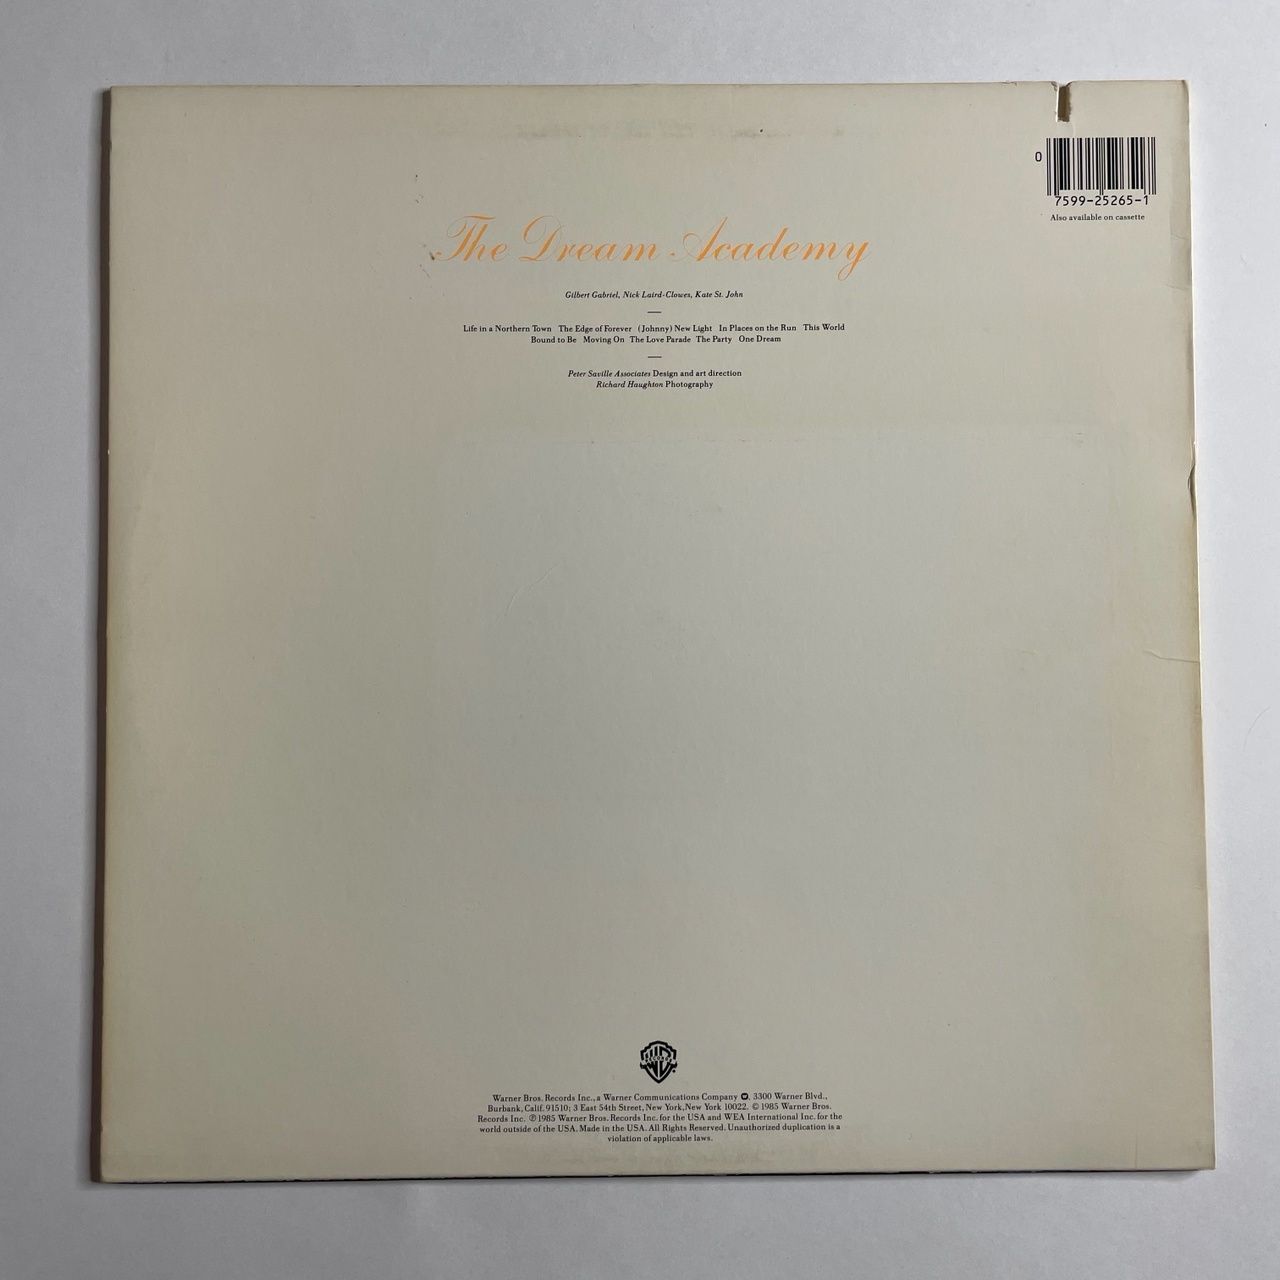 0
7599-25265-1
Also available on cassette
The Dream Academy
Gilbert Gabriel, Nick Laird-Clowes, Kate St. John
Life in a Northern Town The Edge of Forever (Johnny) New Light In Places on the Run This World
Bound to Be Moving On The Love Parade The Party One Dream
Peter Saville Associates Design and art direction
Richard Haughton Photography
WB
RECORDS
Warner Bros. Records Inc., a Warner Communications Company. 3300 Warner Blvd.,
Burbank, Calif. 91510; 3 East 54th Street, New York, New York 10022. © 1985 Warner Bros.
Records Inc. ℗ 1985 Warner Bros. Records Inc. for the USA and WEA International Inc. for the
world outside of the USA. Made in the USA. All Rights Reserved. Unauthorized duplication is a
violation of applicable laws.